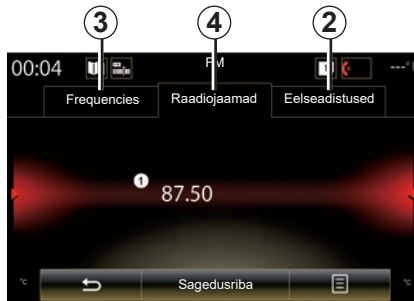 3 4 2
00:04 FM ---°
Frequencies Raadiojaamad Eelseadistused
1 87.50
°C Sagedusriba °C